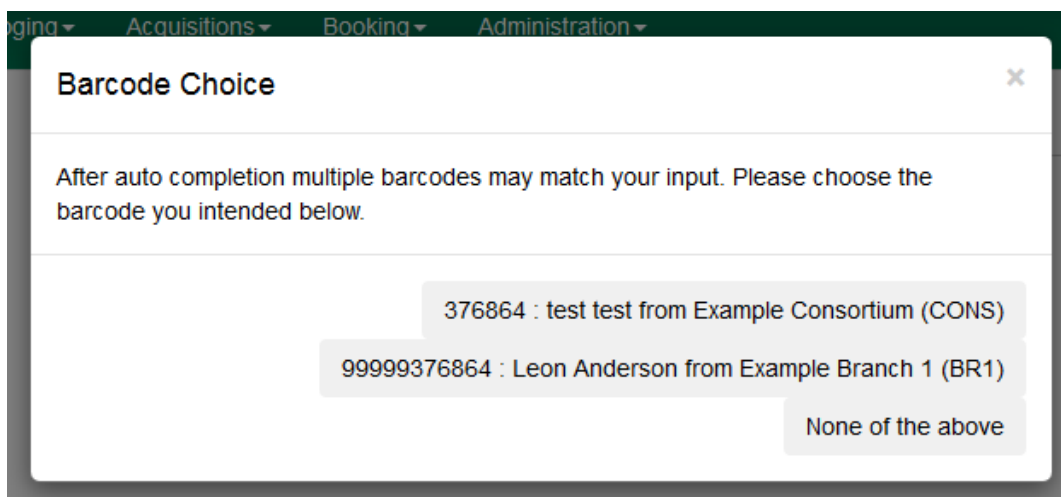 Acquisitions Booking Administration
Barcode Choice
×
After auto completion multiple barcodes may match your input. Please choose the
barcode you intended below.
376864 : test test from Example Consortium (CONS)
99999376864 : Leon Anderson from Example Branch 1 (BR1)
None of the above